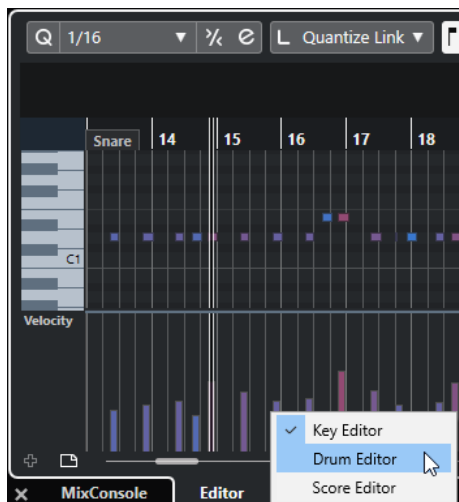 Q 1/16 L Quantize Link
Snare 14 15 16 17 18
C1
Velocity
Key Editor
Drum Editor
Score Editor
MixConsole Editor